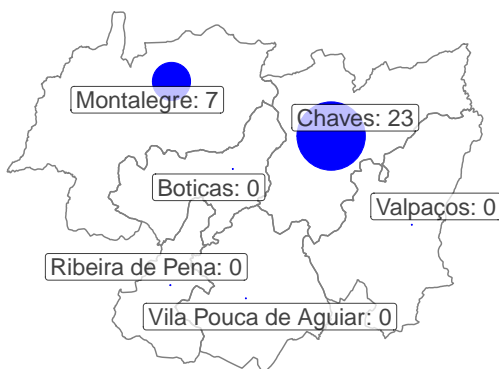 Montalegre: 7
Chaves: 23
Boticas: 0
Valpaços: 0
Ribeira de Pena: 0
Vila Pouca de Aguiar: 0